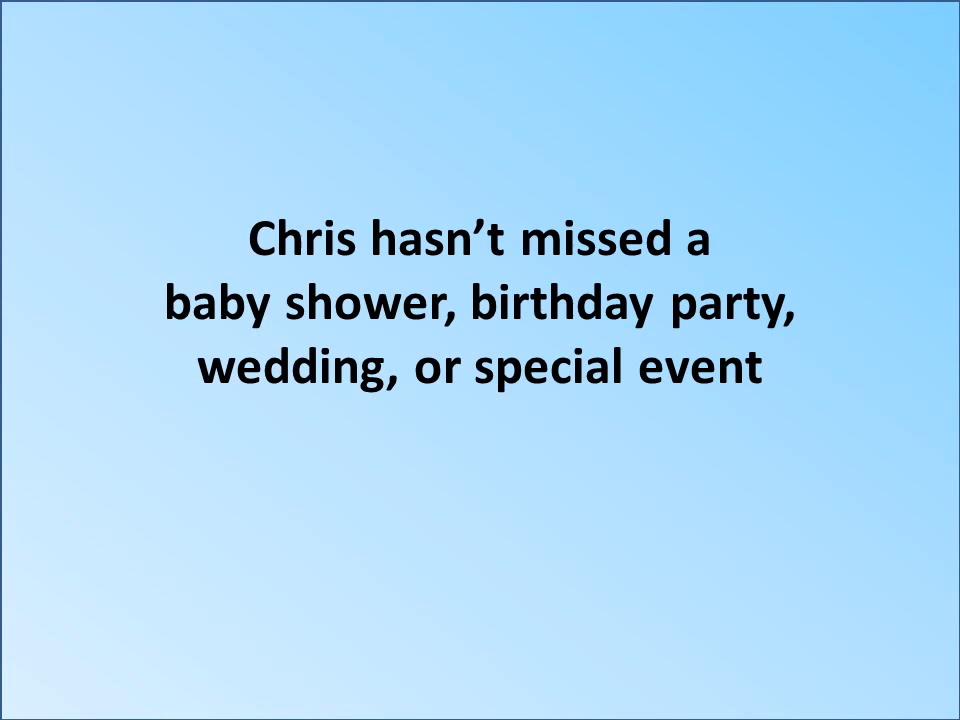 Chris hasn’t missed a
baby shower, birthday party,
wedding, or special event